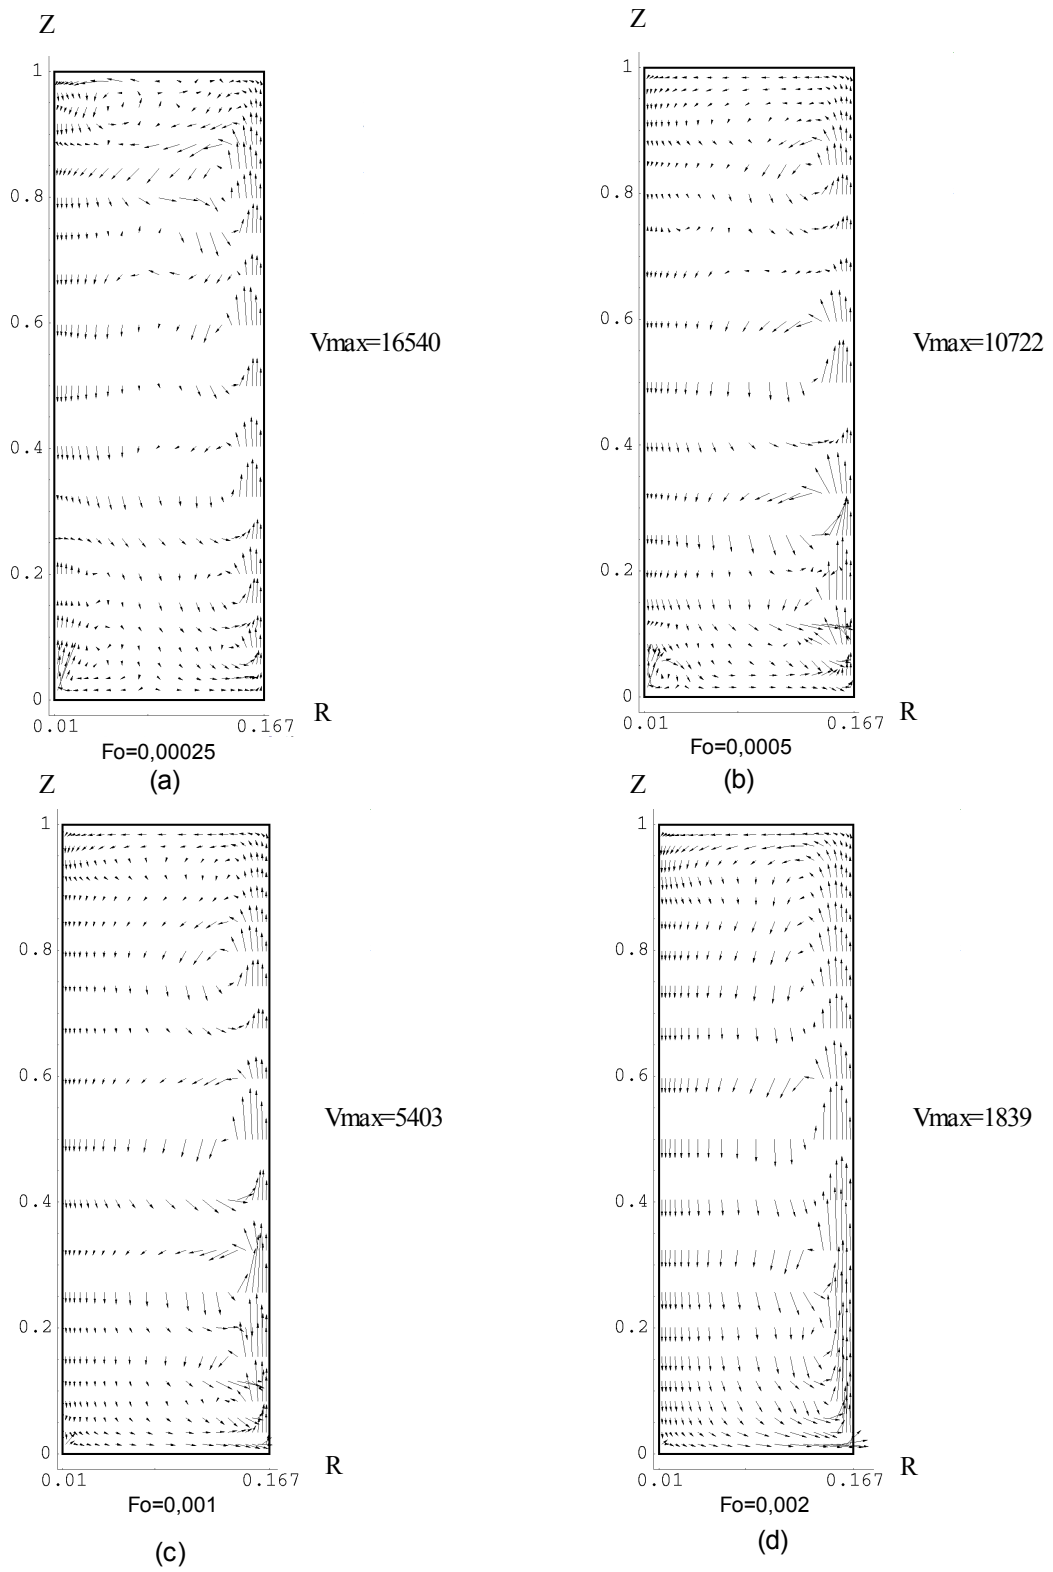 Z
1
0.8
0.6
0.4
0.2
0
0.01
0.167
R
Vmax=16540
Fo=0,00025
(a)
Z
1
0.8
0.6
0.4
0.2
0
0.01
0.167
R
Vmax=10722
Fo=0,0005
(b)
Z
1
0.8
0.6
0.4
0.2
0
0.01
0.167
R
Vmax=5403
Fo=0,001
(c)
Z
1
0.8
0.6
0.4
0.2
0
0.01
0.167
R
Vmax=1839
Fo=0,002
(d)